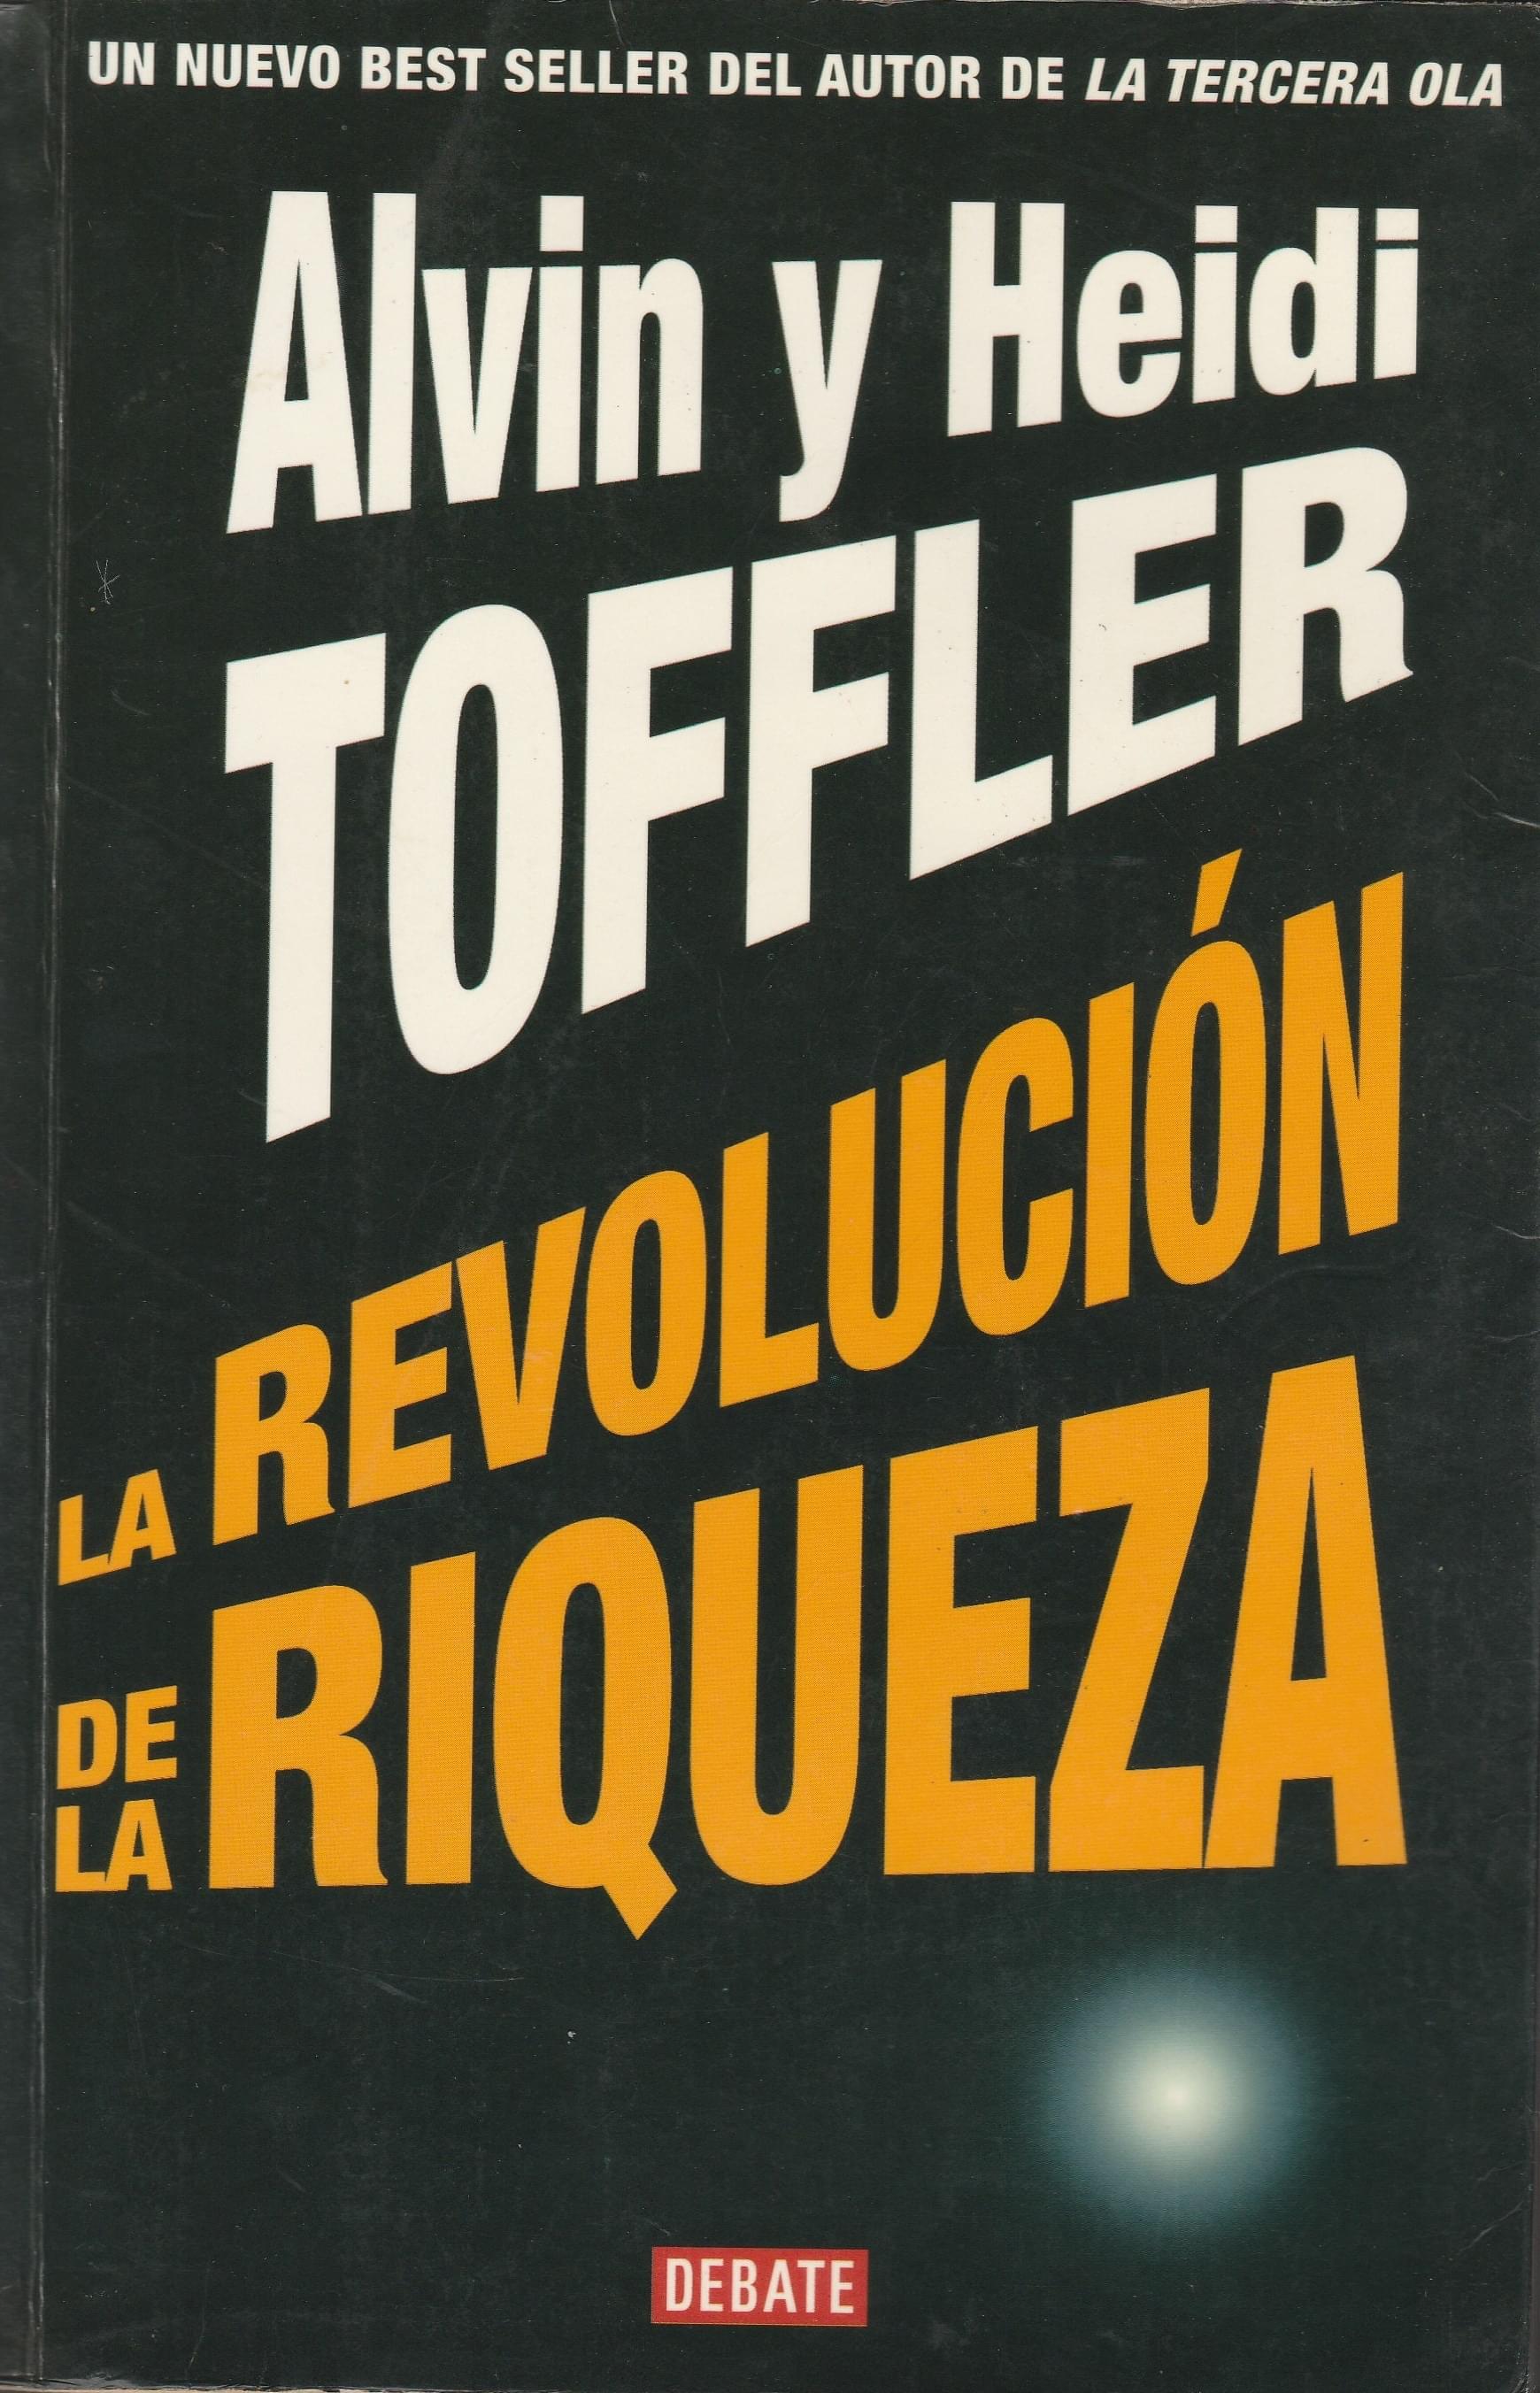 UN NUEVO BEST SELLER DEL AUTOR DE LA TERCERA OLA
Alvin y Heidi
TOFFLER
LA REVOLUCIÓN
DE LA RIQUEZA
DEBATE